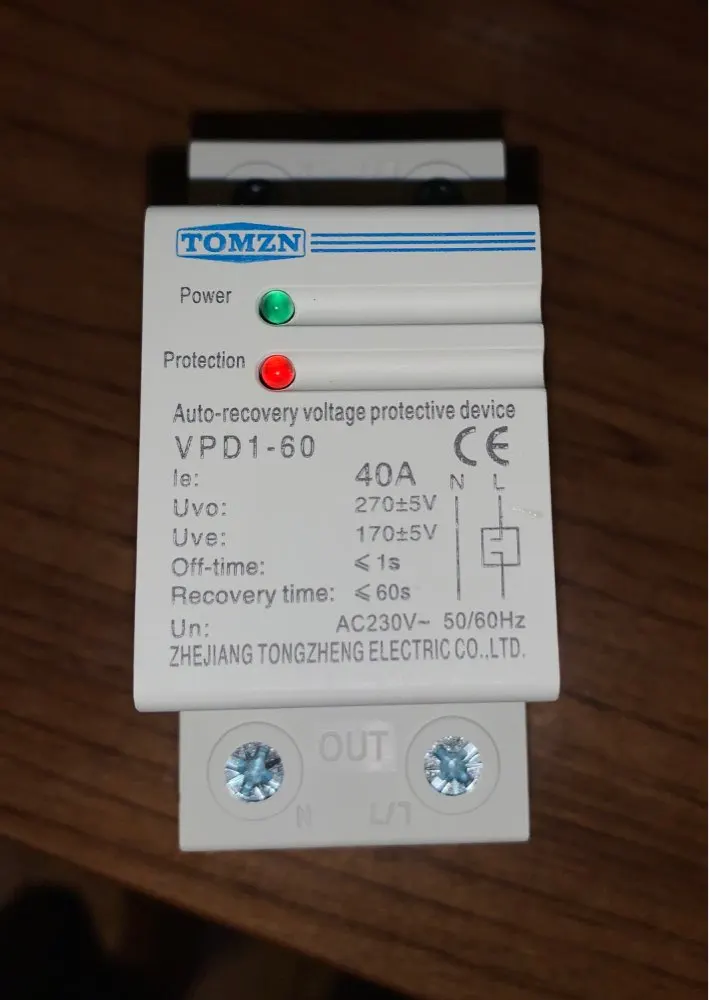 TOMZN
Power
Protection
Auto-recovery voltage protective device
VPD1-60 CE
Ie: 40A N L
Uvo: 270±5V
Uve: 170±5V
Off-time: ⩽ 1s
Recovery time: ⩽ 60s
Un: AC230V~ 50/60Hz
ZHEJIANG TONGZHENG ELECTRIC CO.,LTD.
OUT
N L/L'